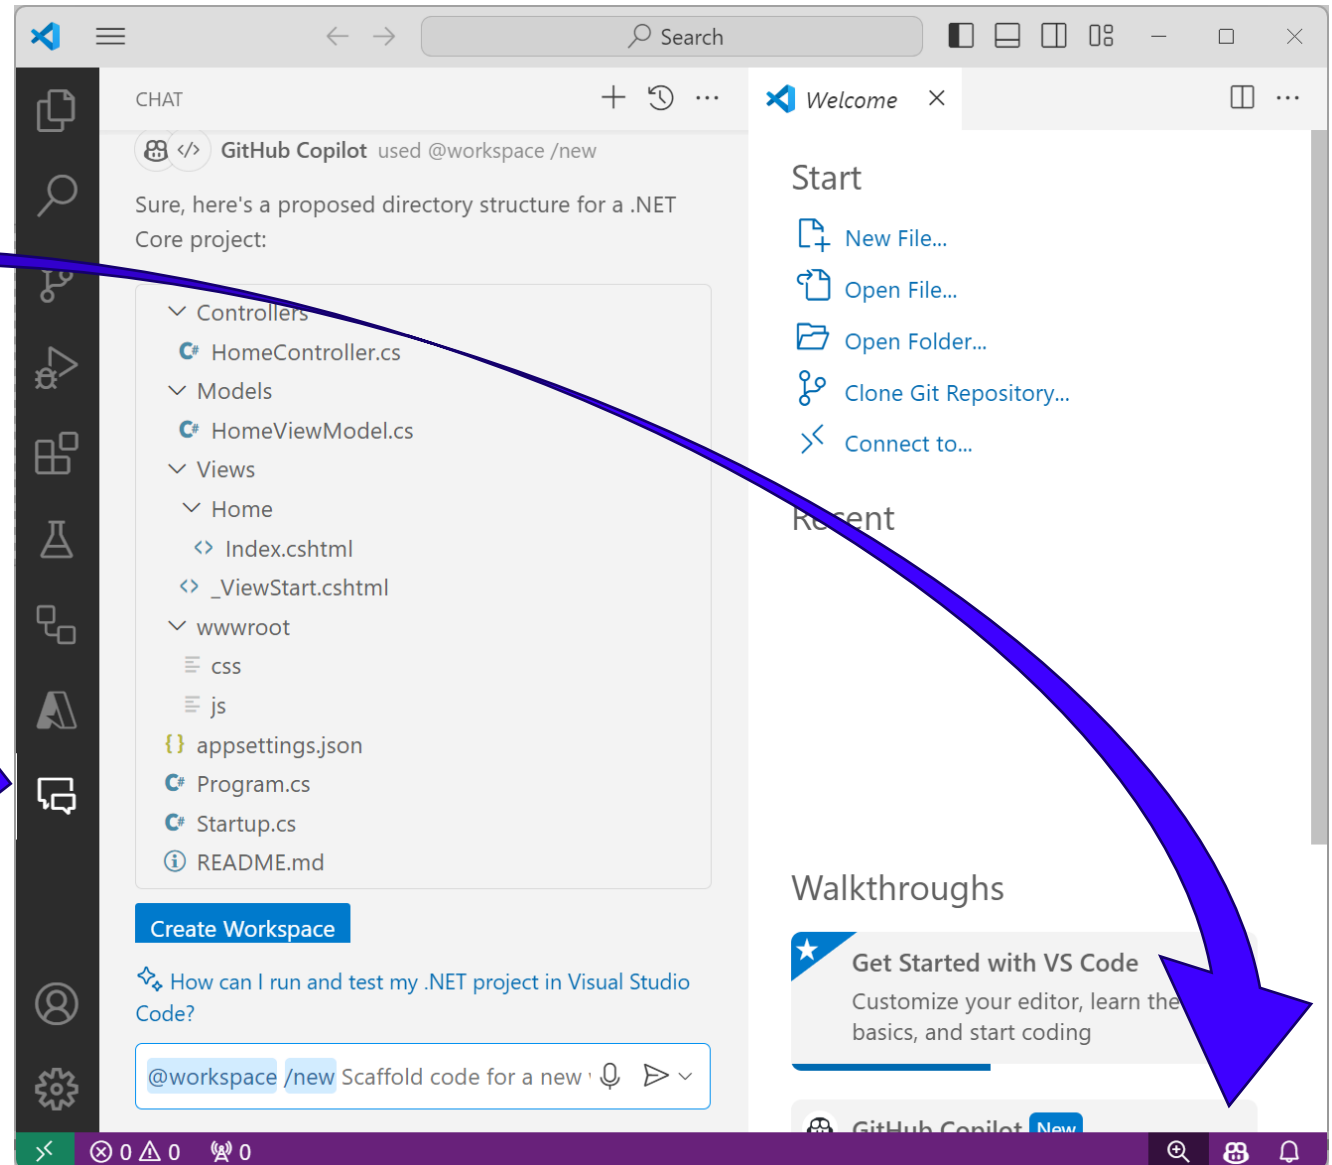 Search
CHAT
Welcome
GitHub Copilot used @workspace /new
Sure, here's a proposed directory structure for a .NET
Core project:
Controllers
HomeController.cs
Models
HomeViewModel.cs
Views
Home
Index.cshtml
_ViewStart.cshtml
wwwroot
css
js
appsettings.json
Program.cs
Startup.cs
README.md
Create Workspace
How can I run and test my .NET project in Visual Studio
Code?
@workspace /new Scaffold code for a new
Start
New File...
Open File...
Open Folder...
Clone Git Repository...
Connect to...
Recent
Walkthroughs
Get Started with VS Code
Customize your editor, learn the
basics, and start coding
GitHub Copilot New
0 0 0